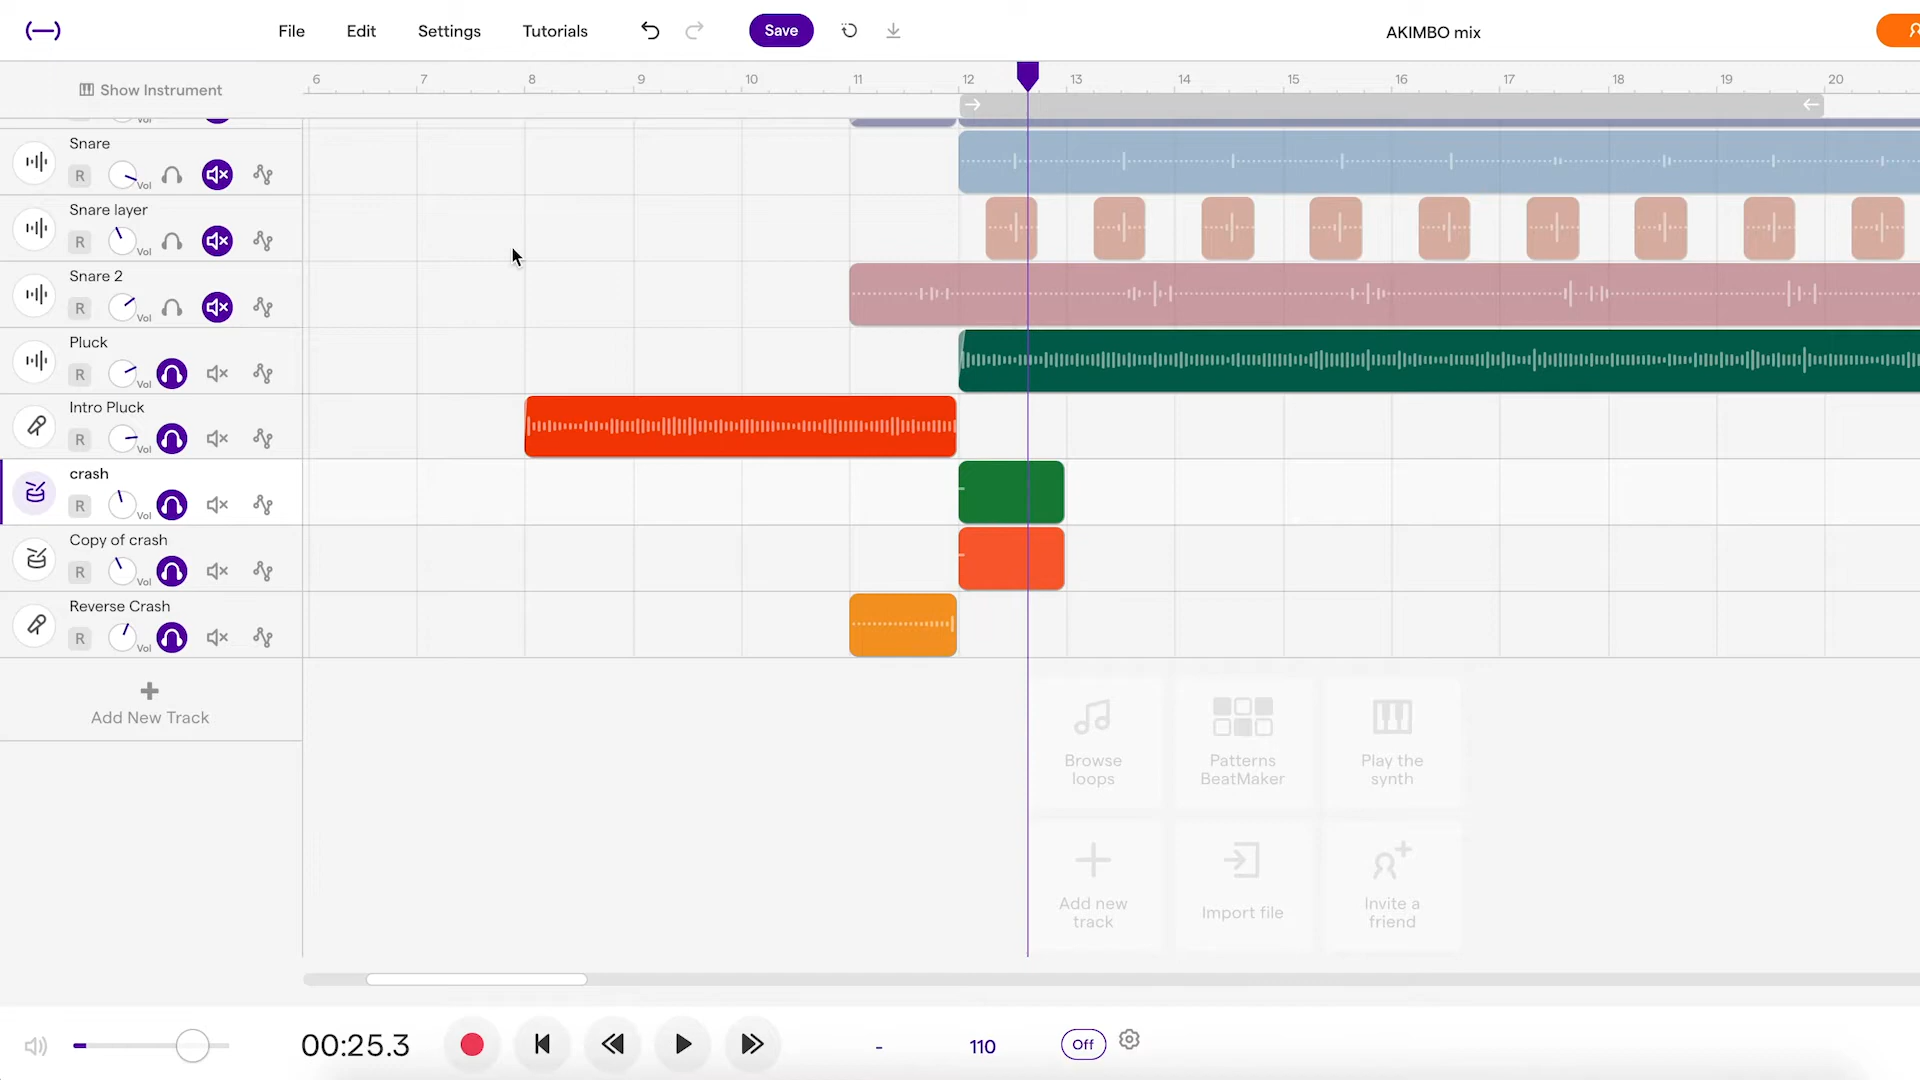 File Edit Settings Tutorials Save AKIMBO mix
Show Instrument
6 7 8 9 10 11 12 13 14 15 16 17 18 19 20
Vol
Snare
R Vol
Snare layer
R Vol
Snare 2
R Vol
Pluck
R Vol
Intro Pluck
R Vol
crash
R Vol
Copy of crash
R Vol
Reverse Crash
R Vol
Add New Track
Browse
loops
Patterns
BeatMaker
Play the
synth
Add new
track
Import file
Invite a
friend
00:25.3 - 110 Off